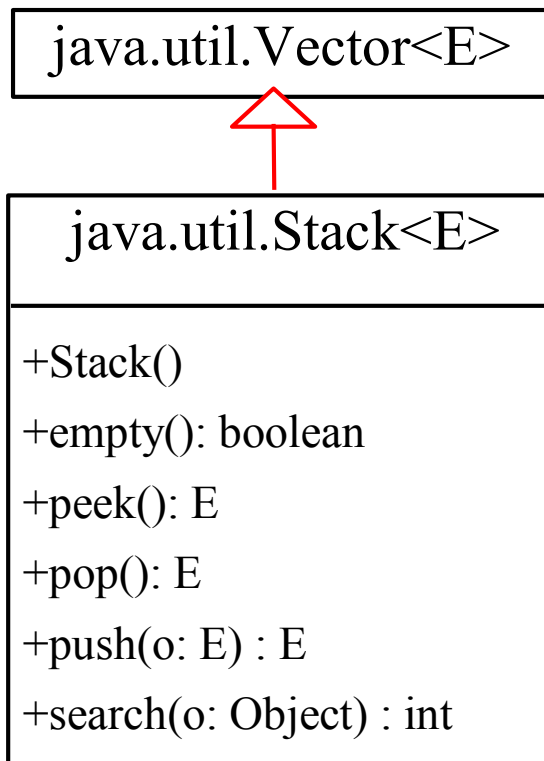 java.util.Vector<E>
java.util.Stack<E>
+Stack()
+empty(): boolean
+peek(): E
+pop(): E
+push(o: E) : E
+search(o: Object) : int